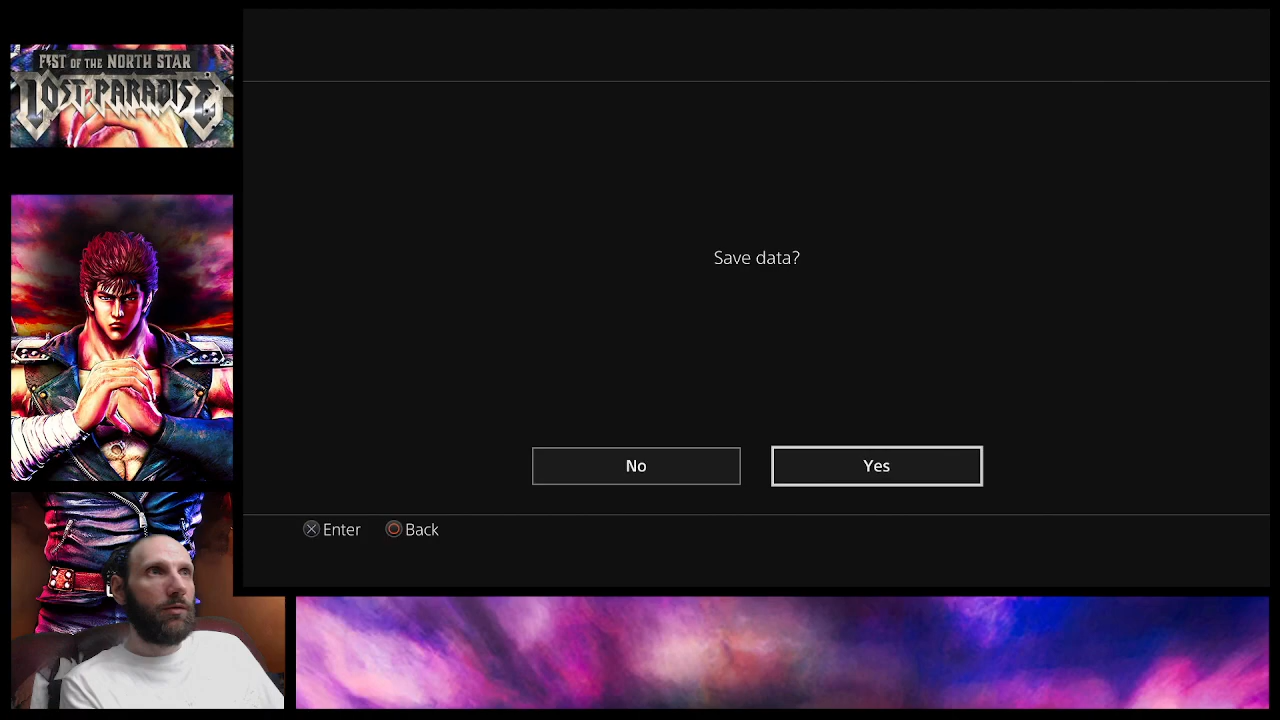 FIST OF THE NORTH STAR
LOST PARADISE
Save data?
No
Yes
Enter
Back